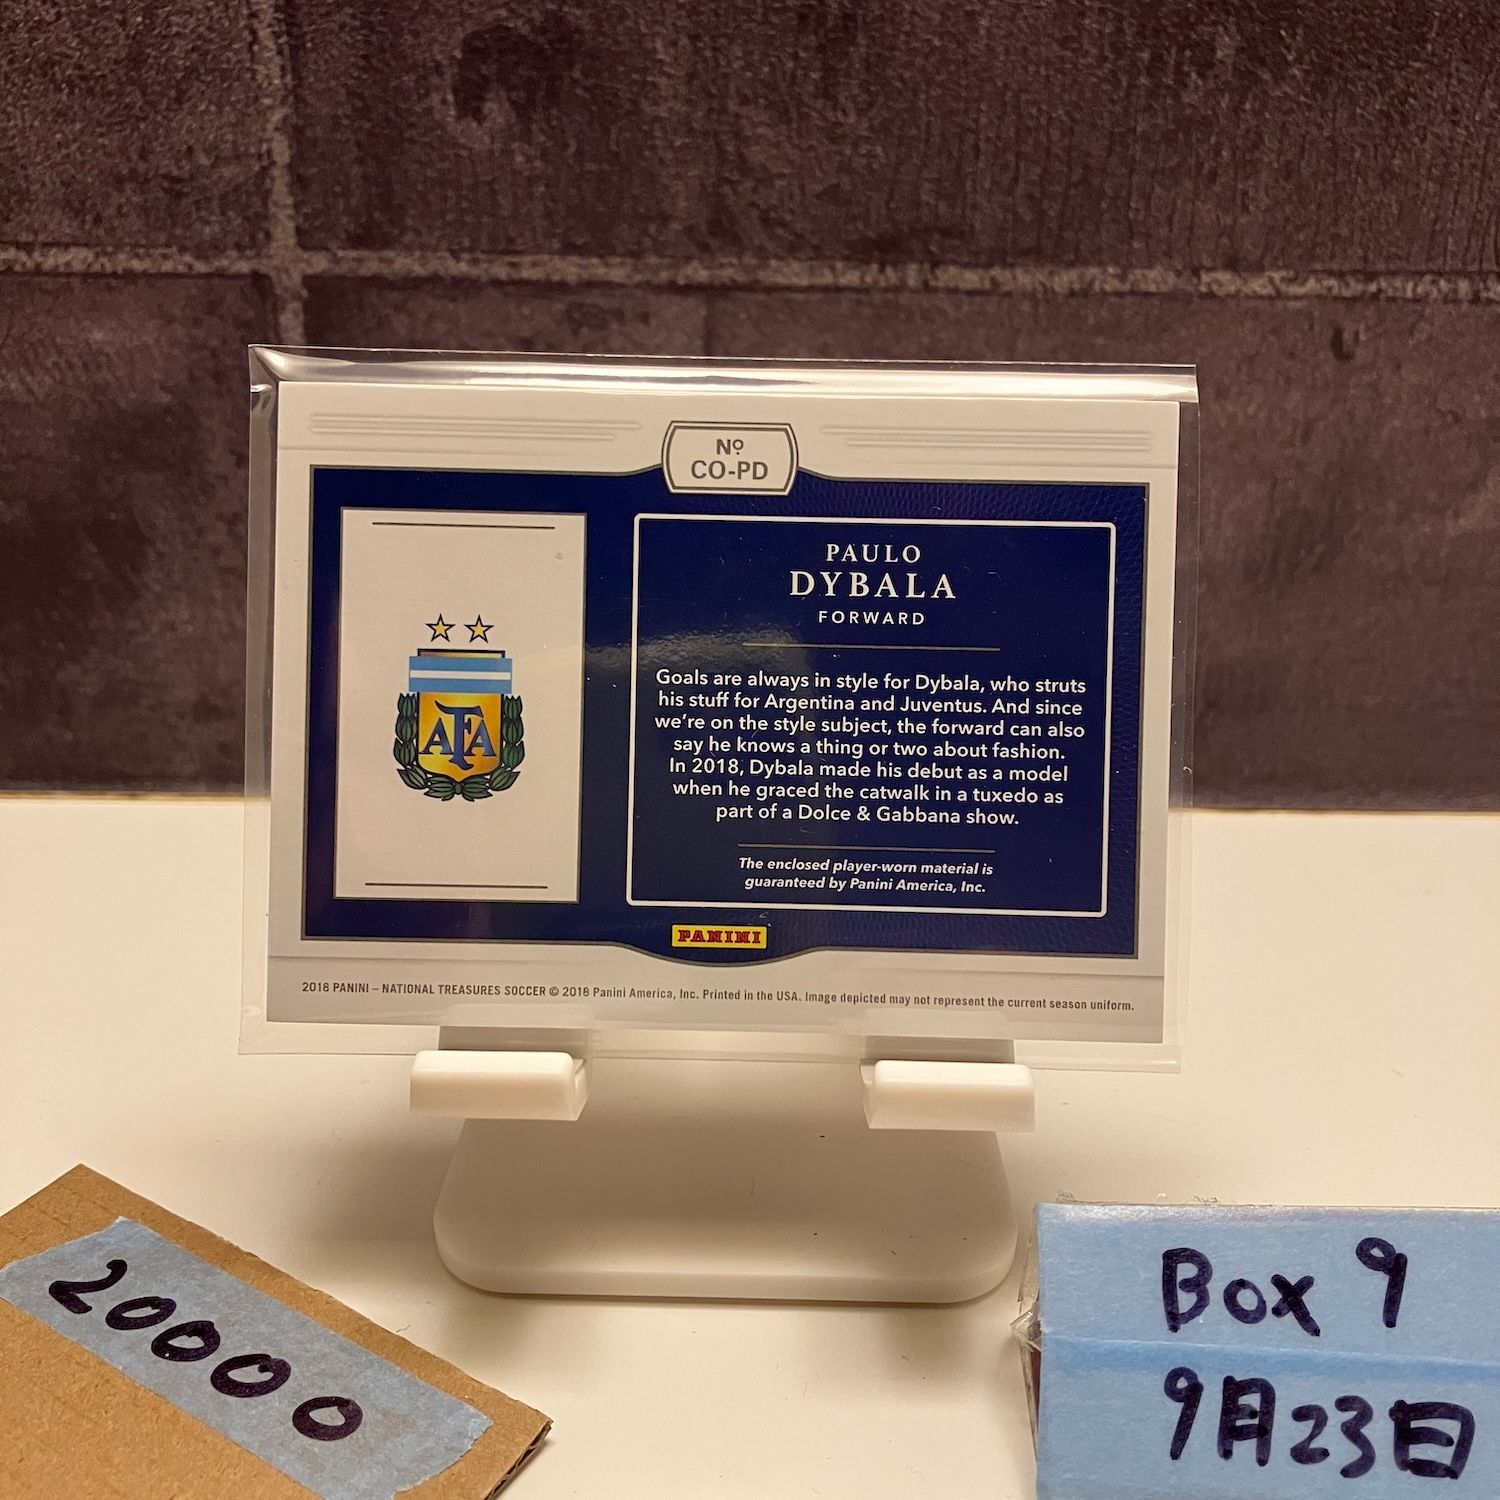 Nº
CO-PD
PAULO
DYBALA
FORWARD
Goals are always in style for Dybala, who struts
his stuff for Argentina and Juventus. And since
we're on the style subject, the forward can also
say he knows a thing or two about fashion.
In 2018, Dybala made his debut as a model
when he graced the catwalk in a tuxedo as
part of a Dolce & Gabbana show.
The enclosed player-worn material is
guaranteed by Panini America, Inc.
AFA
PANINI
2018 PANINI – NATIONAL TREASURES SOCCER © 2018 Panini America, Inc. Printed in the USA. Image depicted may not represent the current season uniform.
20000
Box 9
9月23日